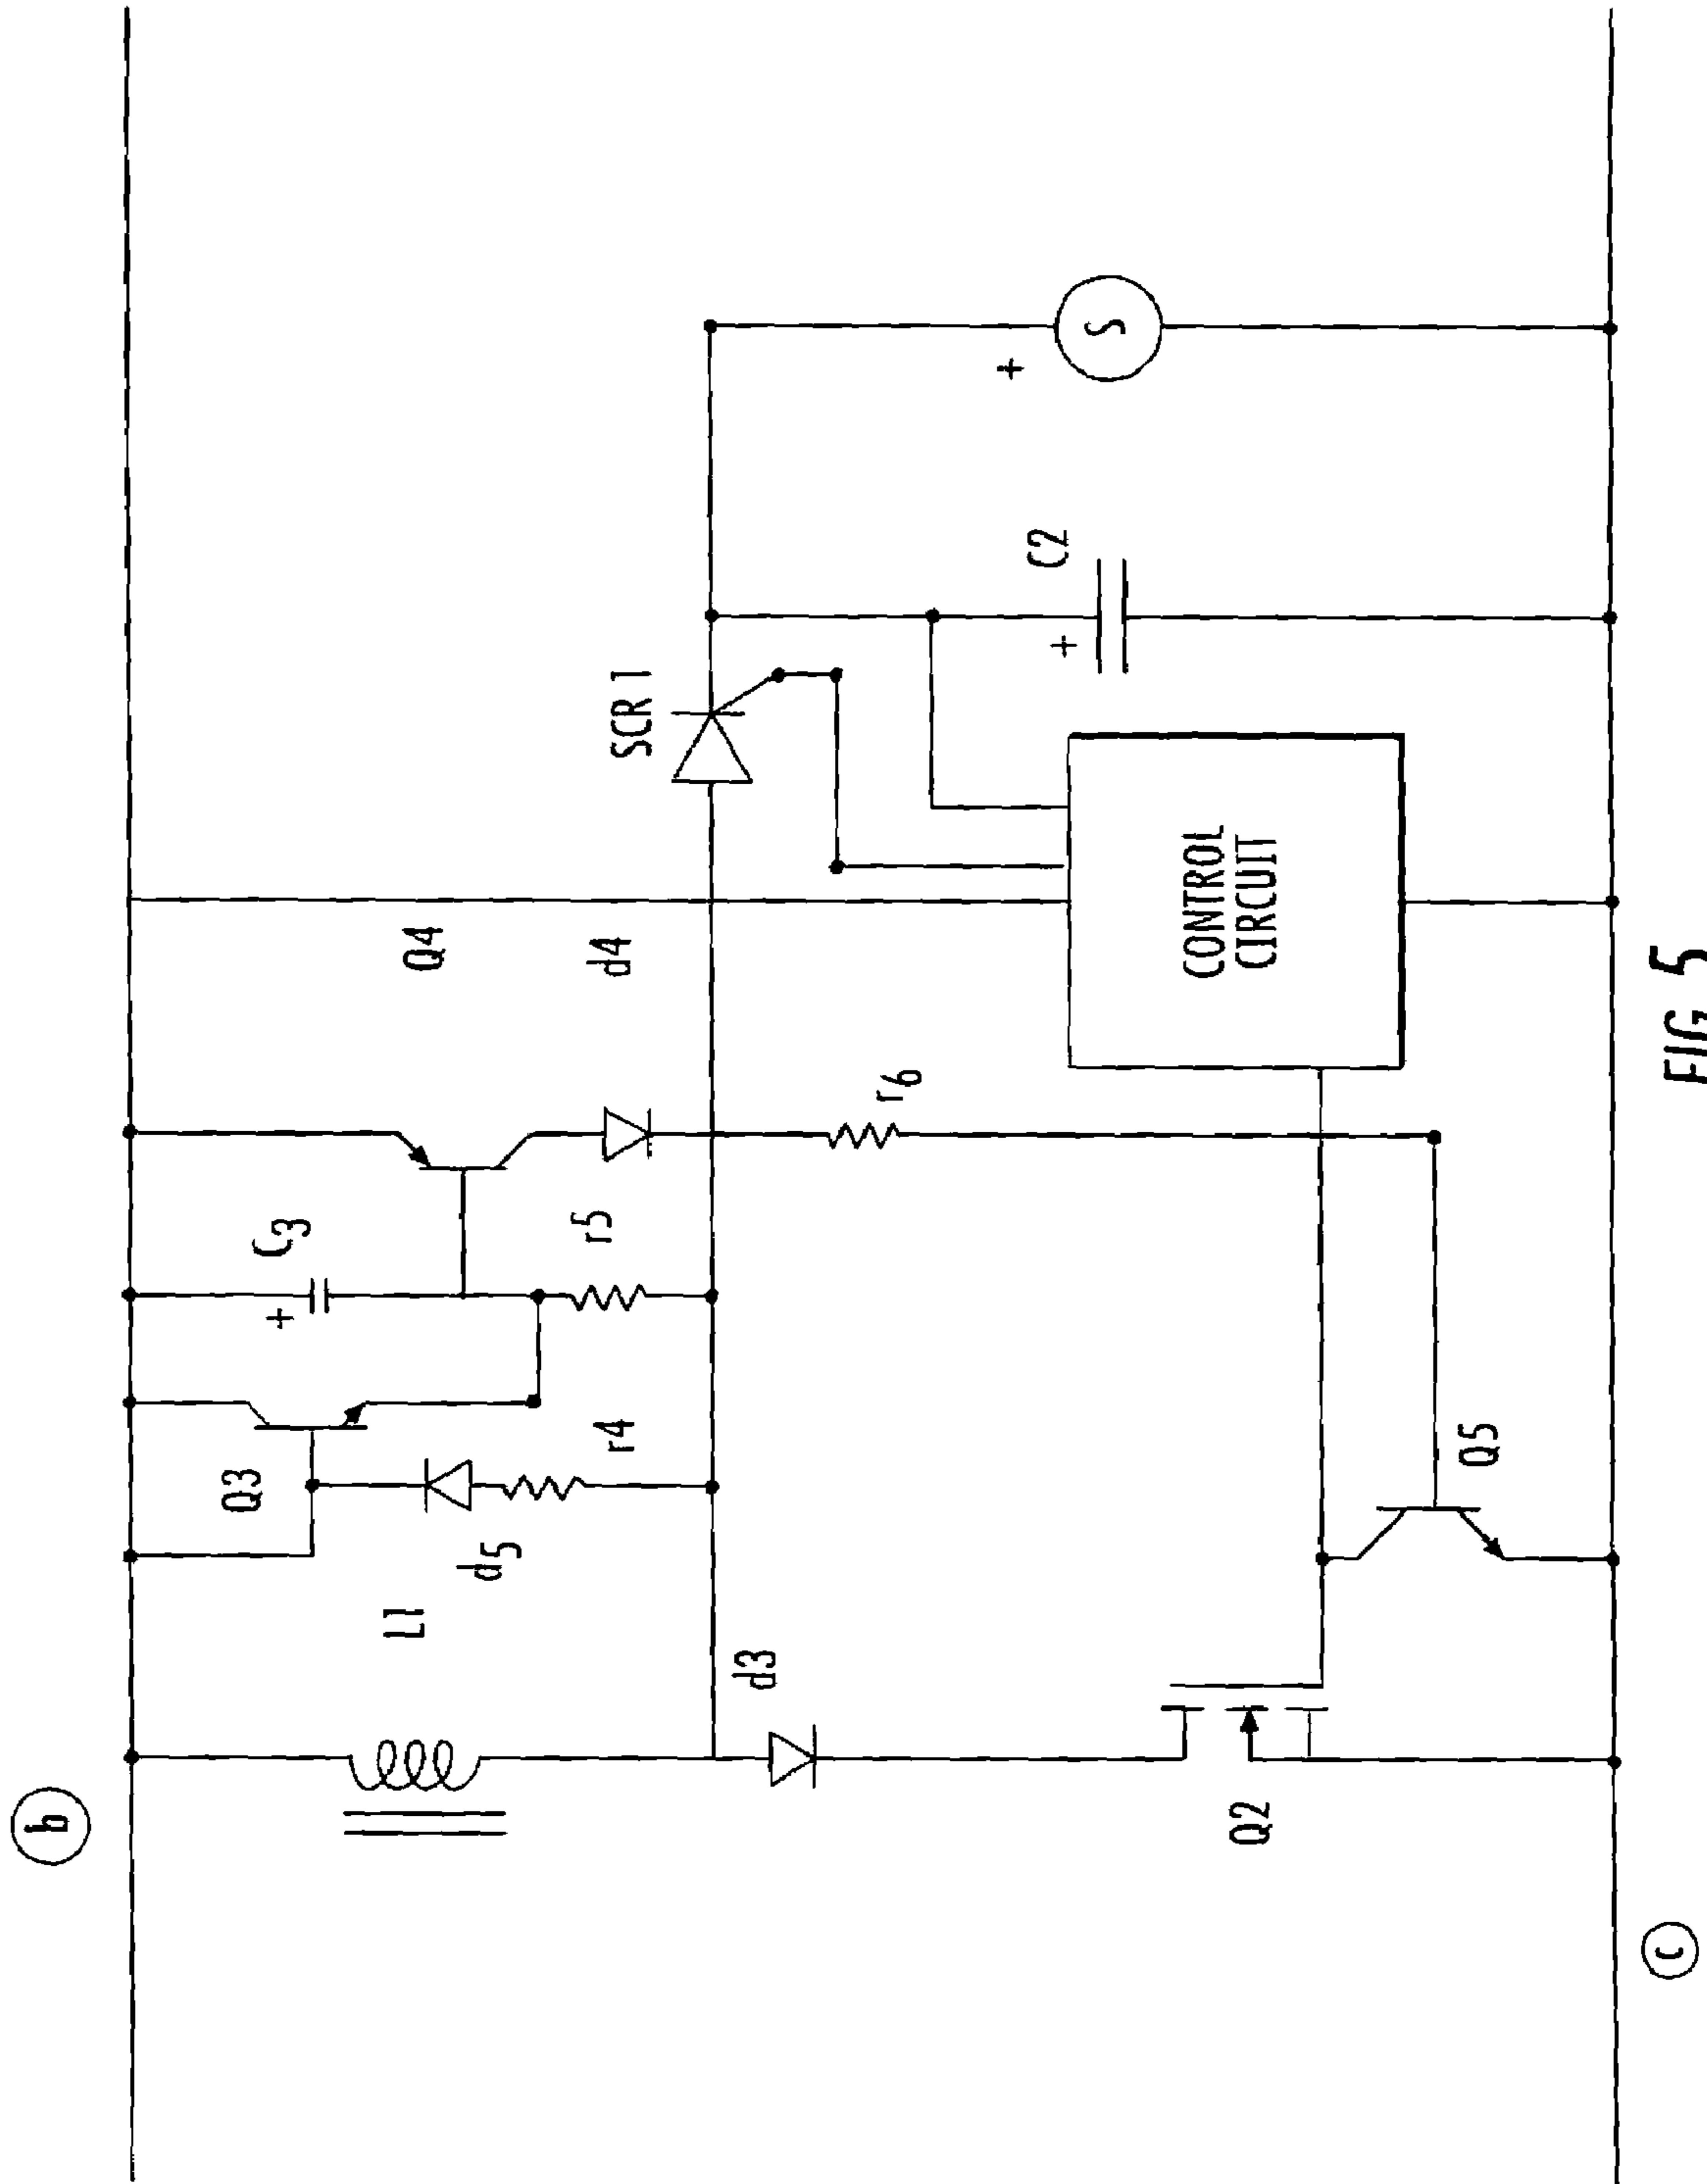 b
L1
Q3
d5
r4
C3
r5
Q4
d4
SCR 1
d3
r6
Q2
Q5
CONTROL
CIRCUIT
C2
+
+
+
S
c
FIG 5